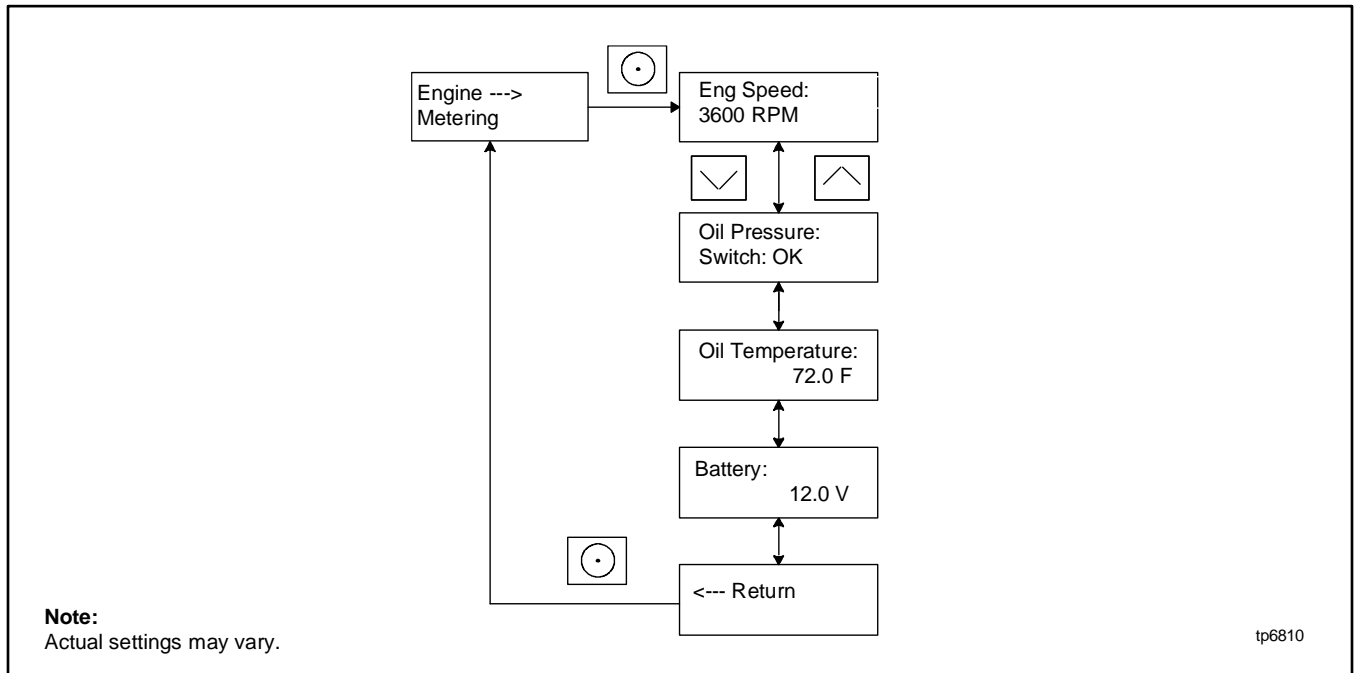 Engine --->
Metering
Eng Speed:
3600 RPM
Oil Pressure:
Switch: OK
Oil Temperature:
72.0 F
Battery:
12.0 V
<--- Return
Note:
Actual settings may vary.
tp6810